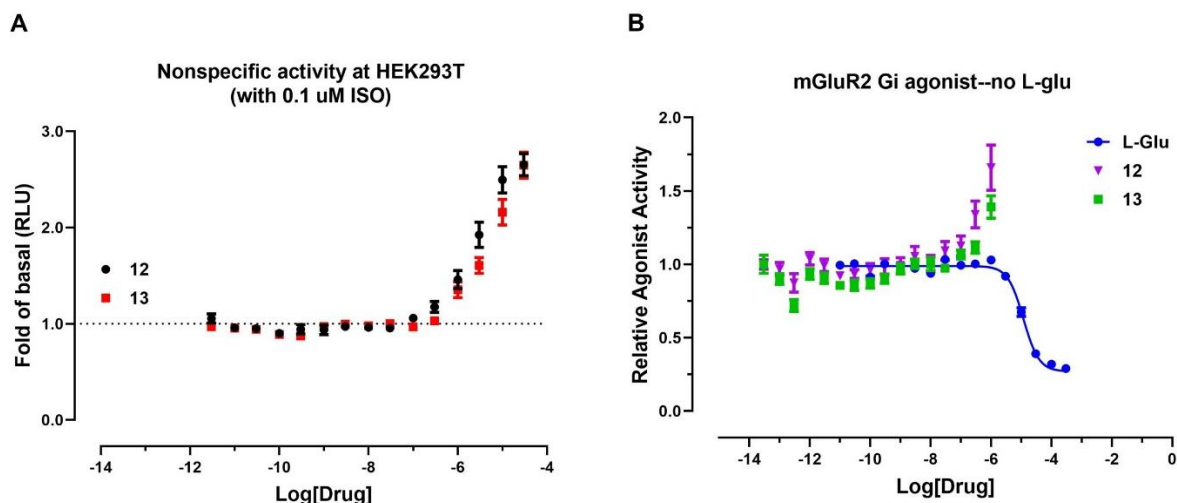 A
Nonspecific activity at HEK293T
(with 0.1 uM ISO)
Fold of basal (RLU)
3.0
2.0
1.0
0.0
12
13
-14 -12 -10 -8 -6 -4
Log[Drug]
B
mGluR2 Gi agonist--no L-glu
Relative Agonist Activity
2.0
1.5
1.0
0.5
0.0
L-Glu
12
13
-14 -12 -10 -8 -6 -4 -2 0
Log[Drug]